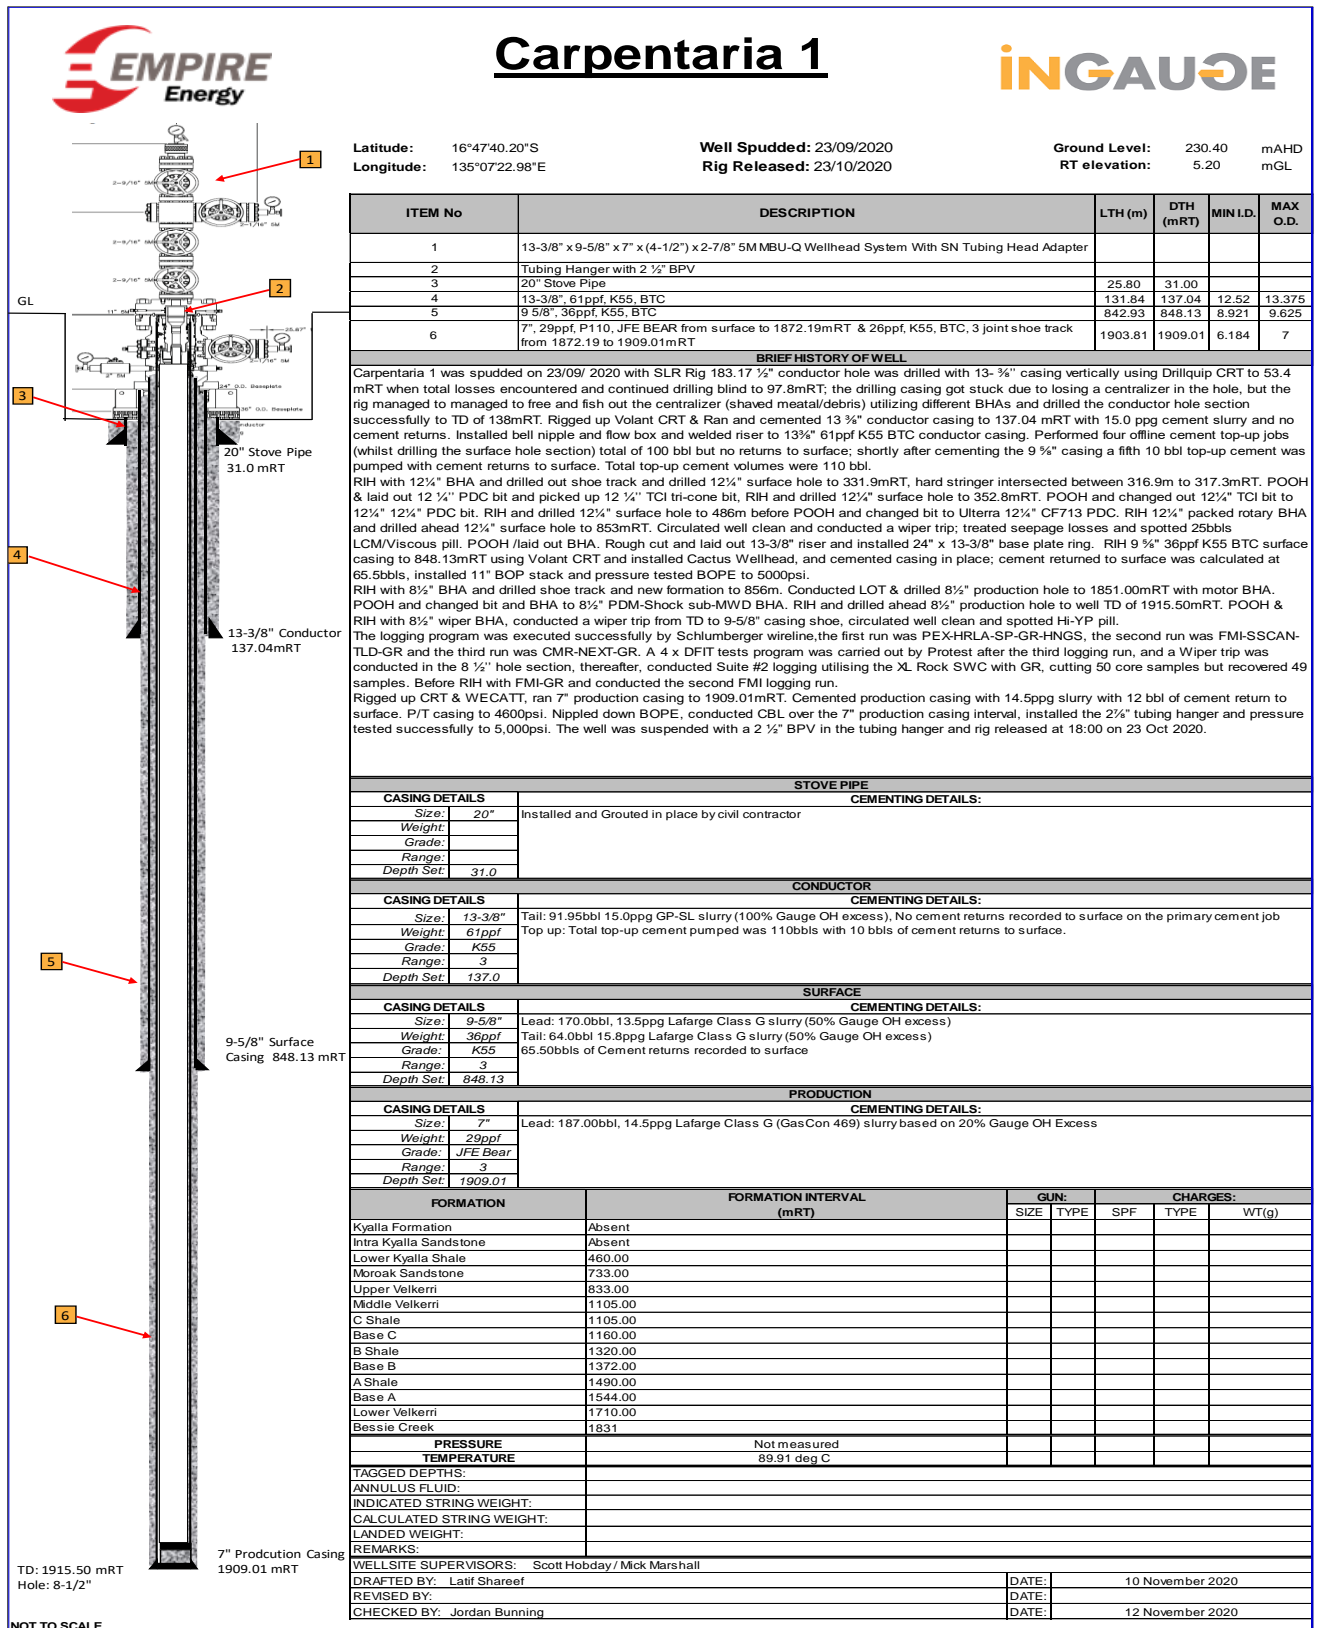 EMPIRE
Energy
Carpentaria 1
iNGAUGE
Latitude: 16°47'40.20"S Well Spudded: 23/09/2020 Ground Level: 230.40 mAHD
Longitude: 135°07'22.98"E Rig Released: 23/10/2020 RT elevation: 5.20 mGL
ITEM No DESCRIPTION LTH (m) DTH (mRT) MIN I.D. MAX O.D.
1 13-3/8" x 9-5/8" x 7" x (4-1/2") x 2-7/8" 5M MBU-Q Wellhead System With SN Tubing Head Adapter
2 Tubing Hanger with 2 ½" BPV
3 20" Stove Pipe 25.80 31.00
4 13-3/8", 61ppf, K55, BTC 131.84 137.04 12.52 13.375
5 9 5/8", 36ppf, K55, BTC 842.93 848.13 8.921 9.625
6 7", 29ppf, P110, JFE BEAR from surface to 1872.19mRT & 26ppf, K55, BTC, 3 joint shoe track
from 1872.19 to 1909.01mRT 1903.81 1909.01 6.184 7
BRIEF HISTORY OF WELL
Carpentaria 1 was spudded on 23/09/ 2020 with SLR Rig 183.17 ½" conductor hole was drilled with 13- ⅜'' casing vertically using Drillquip CRT to 53.4
mRT when total losses encountered and continued drilling blind to 97.8mRT; the drilling casing got stuck due to losing a centralizer in the hole, but the
rig managed to managed to free and fish out the centralizer (shaved meatal/debris) utilizing different BHAs and drilled the conductor hole section
successfully to TD of 138mRT. Rigged up Volant CRT & Ran and cemented 13 ⅜" conductor casing to 137.04 mRT with 15.0 ppg cement slurry and no
cement returns. Installed bell nipple and flow box and welded riser to 13⅜" 61ppf K55 BTC conductor casing. Performed four offline cement top-up jobs
(whilst drilling the surface hole section) total of 100 bbl but no returns to surface; shortly after cementing the 9 ⅝" casing a fifth 10 bbl top-up cement was
pumped with cement returns to surface. Total top-up cement volumes were 110 bbl.
RIH with 12¼" BHA and drilled out shoe track and drilled 12¼" surface hole to 331.9mRT, hard stringer intersected between 316.9m to 317.3mRT. POOH
& laid out 12 ¼'' PDC bit and picked up 12 ¼'' TCI tri-cone bit, RIH and drilled 12¼" surface hole to 352.8mRT. POOH and changed out 12¼" TCI bit to
12¼" 12¼" PDC bit. RIH and drilled 12¼" surface hole to 486m before POOH and changed bit to Ulterra 12¼" CF713 PDC. RIH 12¼" packed rotary BHA
and drilled ahead 12¼" surface hole to 853mRT. Circulated well clean and conducted a wiper trip; treated seepage losses and spotted 25bbls
LCM/Viscous pill. POOH /laid out BHA. Rough cut and laid out 13-3/8" riser and installed 24" x 13-3/8" base plate ring. RIH 9 ⅝" 36ppf K55 BTC surface
casing to 848.13mRT using Volant CRT and installed Cactus Wellhead, and cemented casing in place; cement returned to surface was calculated at
65.5bbls, installed 11" BOP stack and pressure tested BOPE to 5000psi.
RIH with 8½" BHA and drilled shoe track and new formation to 856m. Conducted LOT & drilled 8½" production hole to 1851.00mRT with motor BHA.
POOH and changed bit and BHA to 8½" PDM-Shock sub-MWD BHA. RIH and drilled ahead 8½" production hole to well TD of 1915.50mRT. POOH &
RIH with 8½" wiper BHA, conducted a wiper trip from TD to 9-5/8" casing shoe, circulated well clean and spotted Hi-YP pill.
The logging program was executed successfully by Schlumberger wireline,the first run was PEX-HRLA-SP-GR-HNGS, the second run was FMI-SSCAN-
TLD-GR and the third run was CMR-NEXT-GR. A 4 x DFIT tests program was carried out by Protest after the third logging run, and a Wiper trip was
conducted in the 8 ½'' hole section, thereafter, conducted Suite #2 logging utilising the XL Rock SWC with GR, cutting 50 core samples but recovered 49
samples. Before RIH with FMI-GR and conducted the second FMI logging run.
Rigged up CRT & WECATT, ran 7" production casing to 1909.01mRT. Cemented production casing with 14.5ppg slurry with 12 bbl of cement return to
surface. P/T casing to 4600psi. Nippled down BOPE, conducted CBL over the 7" production casing interval, installed the 2⅞" tubing hanger and pressure
tested successfully to 5,000psi. The well was suspended with a 2 ½" BPV in the tubing hanger and rig released at 18:00 on 23 Oct 2020.
STOVE PIPE
CASING DETAILS CEMENTING DETAILS:
Size: 20" Installed and Grouted in place by civil contractor
Weight:
Grade:
Range:
Depth Set: 31.0
CONDUCTOR
CASING DETAILS CEMENTING DETAILS:
Size: 13-3/8" Tail: 91.95bbl 15.0ppg GP-SL slurry (100% Gauge OH excess), No cement returns recorded to surface on the primary cement job
Weight: 61ppf Top up: Total top-up cement pumped was 110bbls with 10 bbls of cement returns to surface.
Grade: K55
Range: 3
Depth Set: 137.0
SURFACE
CASING DETAILS CEMENTING DETAILS:
Size: 9-5/8" Lead: 170.0bbl, 13.5ppg Lafarge Class G slurry (50% Gauge OH excess)
Weight: 36ppf Tail: 64.0bbl 15.8ppg Lafarge Class G slurry (50% Gauge OH excess)
Grade: K55 65.50bbls of Cement returns recorded to surface
Range: 3
Depth Set: 848.13
PRODUCTION
CASING DETAILS CEMENTING DETAILS:
Size: 7" Lead: 187.00bbl, 14.5ppg Lafarge Class G (GasCon 469) slurry based on 20% Gauge OH Excess
Weight: 29ppf
Grade: JFE Bear
Range: 3
Depth Set: 1909.01
FORMATION FORMATION INTERVAL (mRT) GUN: CHARGES:
SIZE TYPE SPF TYPE WT(g)
Kyalla Formation Absent
Intra Kyalla Sandstone Absent
Lower Kyalla Shale 460.00
Moroak Sandstone 733.00
Upper Velkerri 833.00
Middle Velkerri 1105.00
C Shale 1105.00
Base C 1160.00
B Shale 1320.00
Base B 1372.00
A Shale 1490.00
Base A 1544.00
Lower Velkerri 1710.00
Bessie Creek 1831
PRESSURE Not measured
TEMPERATURE 89.91 deg C
TAGGED DEPTHS:
ANNULUS FLUID:
INDICATED STRING WEIGHT:
CALCULATED STRING WEIGHT:
LANDED WEIGHT:
REMARKS:
WELLSITE SUPERVISORS: Scott Hobday / Mick Marshall
DRAFTED BY: Latif Shareef DATE: 10 November 2020
REVISED BY: DATE:
CHECKED BY: Jordan Bunning DATE: 12 November 2020
1
2-9/16" 5M
2-1/16" 5M
2-9/16" 5M
2-9/16" 5M
2
GL
11" 5M
25.87"
2-1/16" 5M
2" 5M
24" O.D. Baseplate
3
36" O.D. Baseplate
20" Stove Pipe
31.0 mRT
4
13-3/8" Conductor
137.04mRT
5
9-5/8" Surface
Casing 848.13 mRT
6
7" Prodcution Casing
1909.01 mRT
TD: 1915.50 mRT
Hole: 8-1/2"
NOT TO SCALE